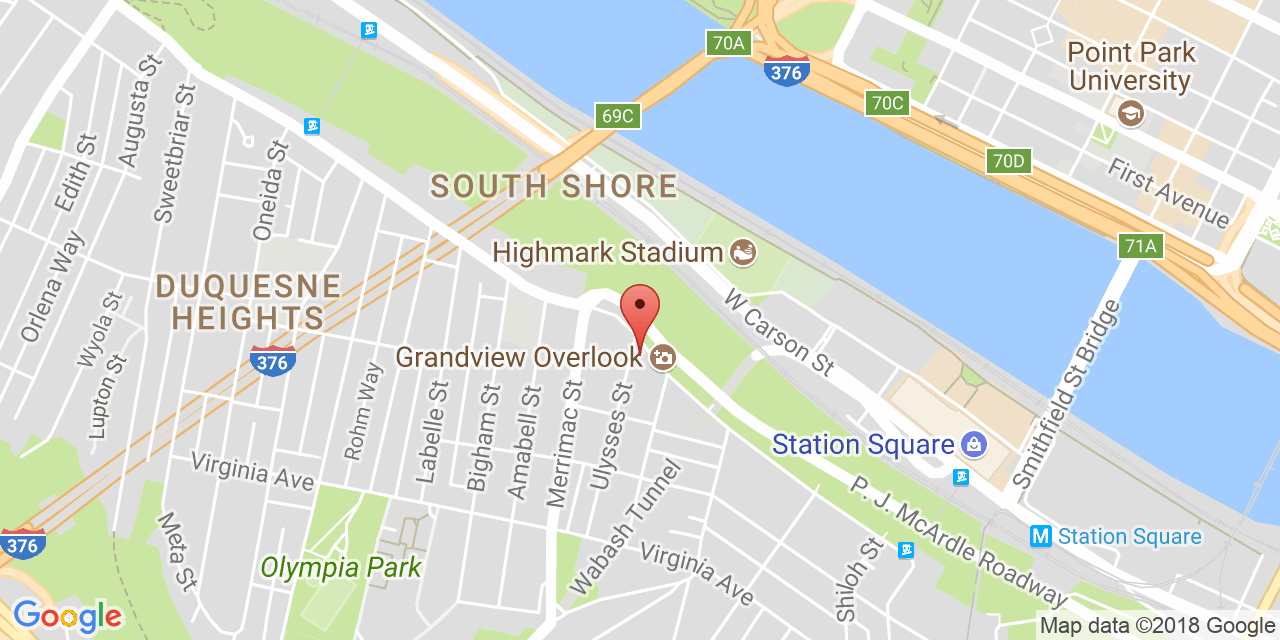 70A
376
Point Park
University
70C
69C
70D
Augusta St
Sweetbriar St
Edith St
Oneida St
First Avenue
SOUTH SHORE
71A
Highmark Stadium
Orlena Way
DUQUESNE
HEIGHTS
Wyola St
W Carson St
Smithfield St Bridge
376
Grandview Overlook
Lupton St
Rohm Way
Labelle St
Bigham St
Amabell St
Merrimac St
Ulysses St
Station Square
Virginia Ave
Wabash Tunnel
P. J. McArdle Roadway
376
Meta St
M Station Square
Olympia Park
Virginia Ave
Shiloh St
Google
Map data ©2018 Google